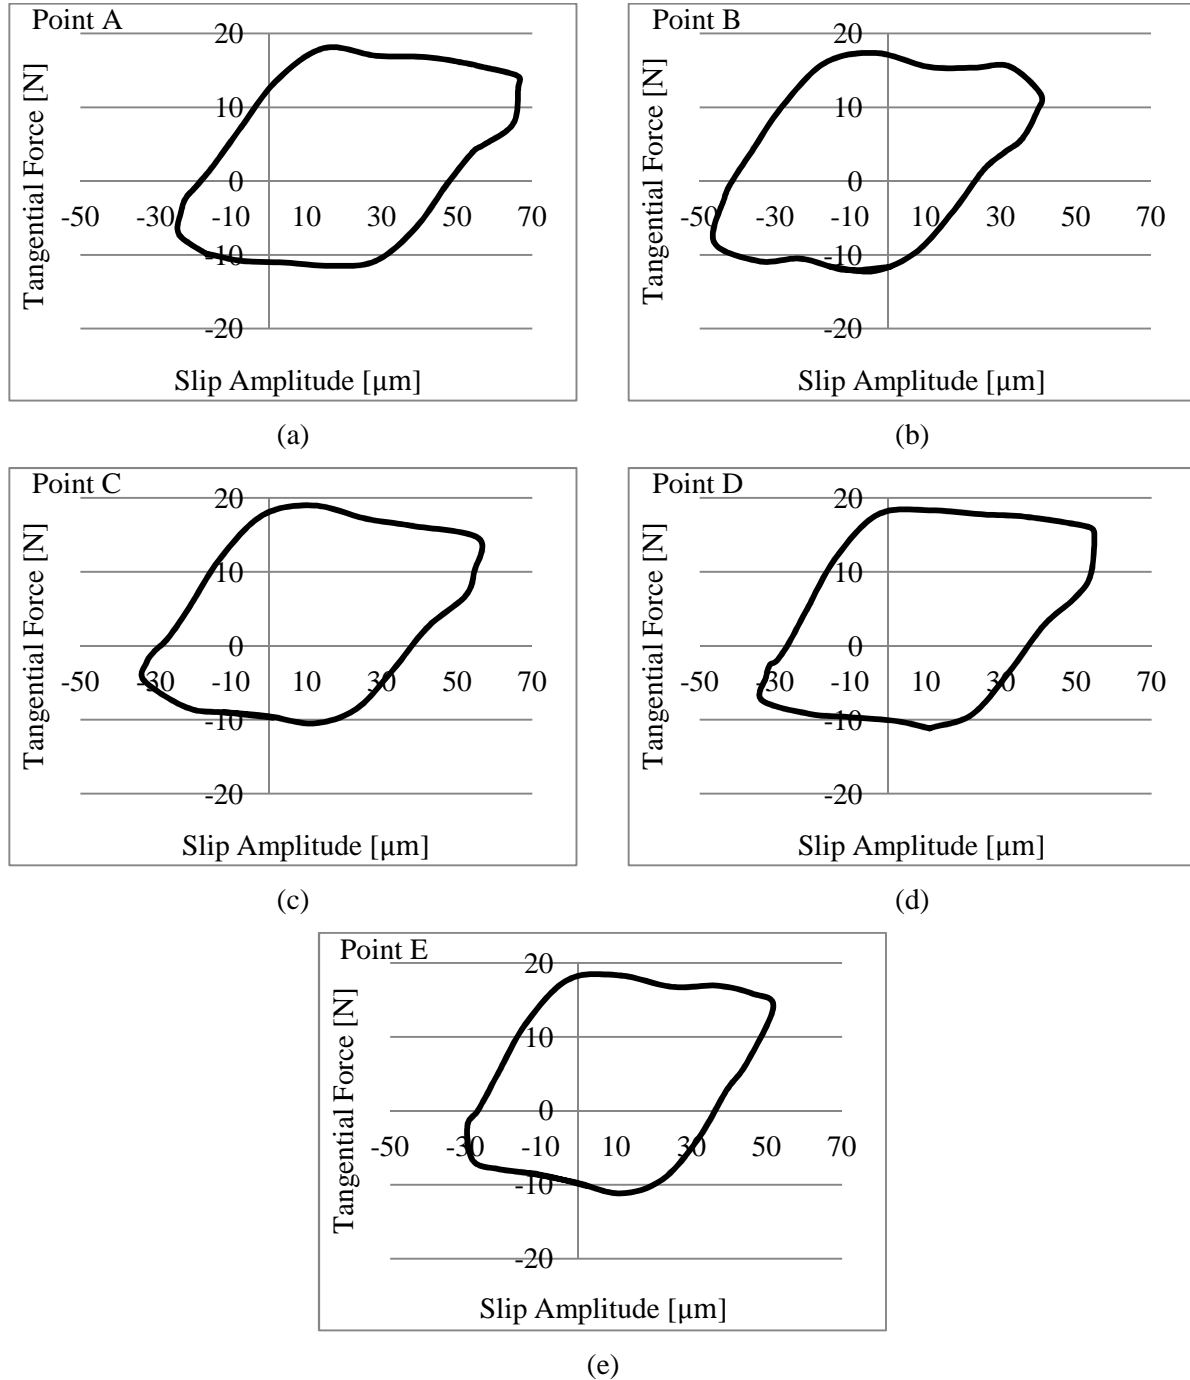 Point A
20
10
0
-50 -30 -10 10 30 50 70
-10
-20
Tangential Force [N]
Slip Amplitude [μm]
(a)
Point B
20
10
0
-50 -30 -10 10 30 50 70
-10
-20
Tangential Force [N]
Slip Amplitude [μm]
(b)
Point C
20
10
0
-50 -30 -10 10 30 50 70
-10
-20
Tangential Force [N]
Slip Amplitude [μm]
(c)
Point D
20
10
0
-50 -30 -10 10 30 50 70
-10
-20
Tangential Force [N]
Slip Amplitude [μm]
(d)
Point E
20
10
0
-50 -30 -10 10 30 50 70
-10
-20
Tangential Force [N]
Slip Amplitude [μm]
(e)